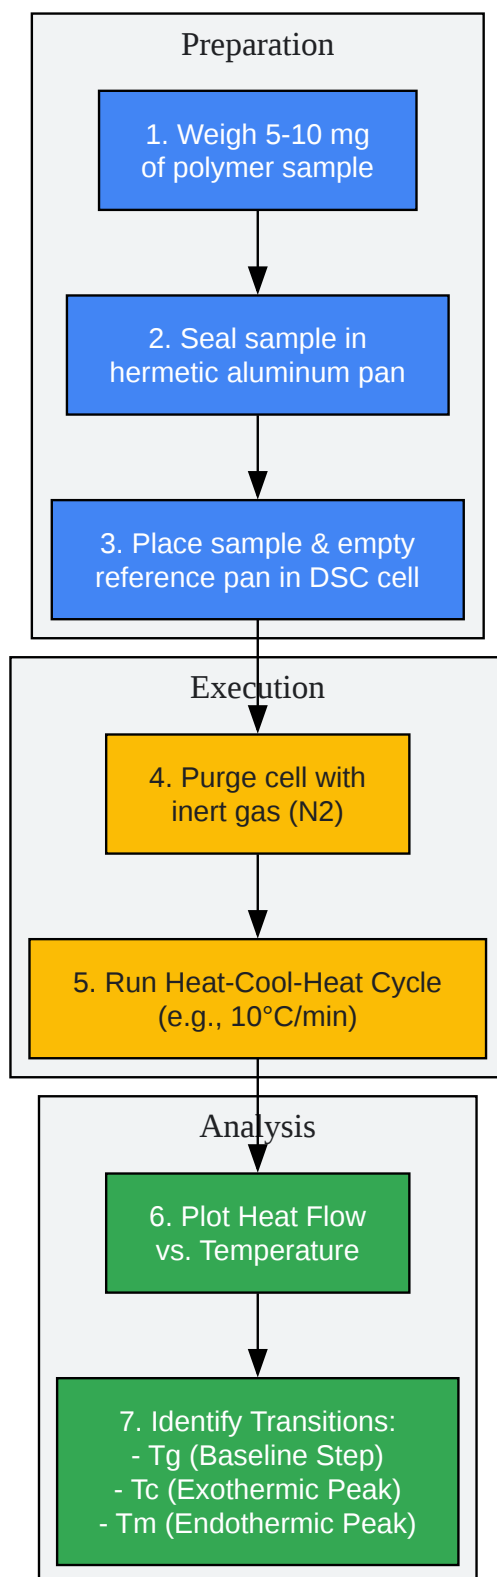 Preparation
1. Weigh 5-10 mg
of polymer sample
2. Seal sample in
hermetic aluminum pan
3. Place sample & empty
reference pan in DSC cell
Execution
4. Purge cell with
inert gas (N2)
5. Run Heat-Cool-Heat Cycle
(e.g., 10°C/min)
Analysis
6. Plot Heat Flow
vs. Temperature
7. Identify Transitions:
- Tg (Baseline Step)
- Tc (Exothermic Peak)
- Tm (Endothermic Peak)